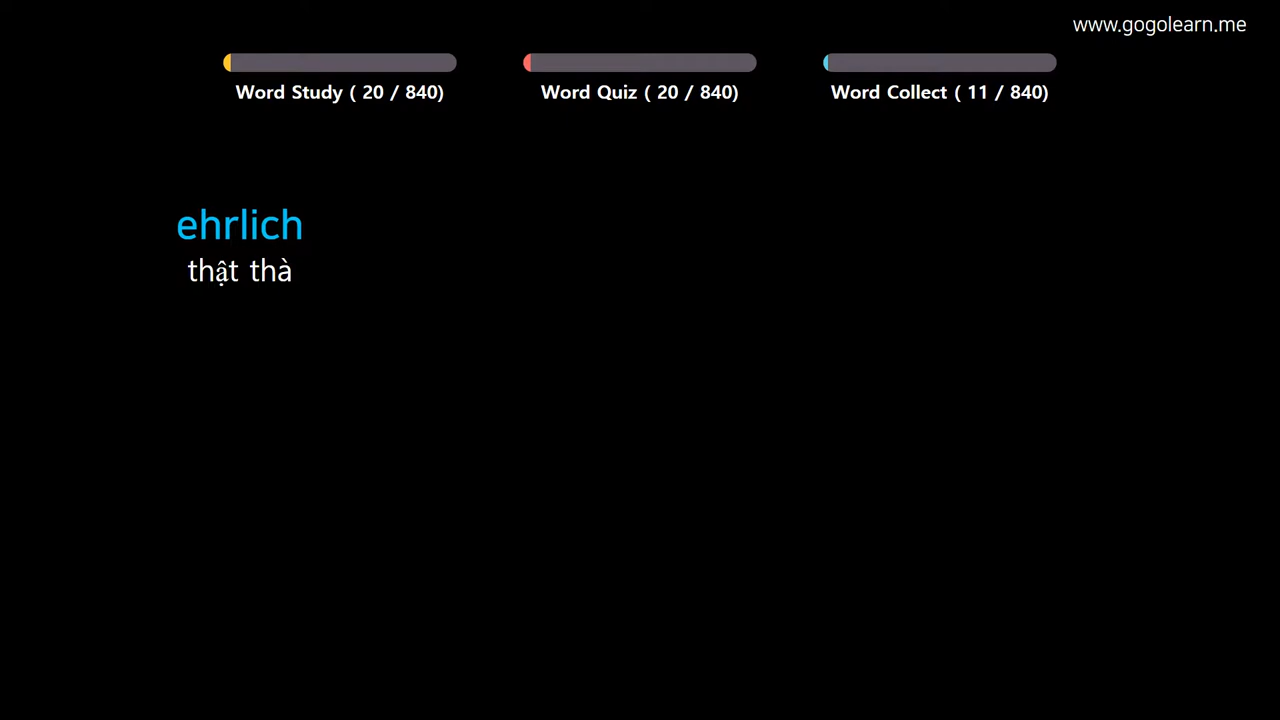 www.gogolearn.me
Word Study ( 20 / 840)
Word Quiz ( 20 / 840)
Word Collect ( 11 / 840)
ehrlich
thật thà